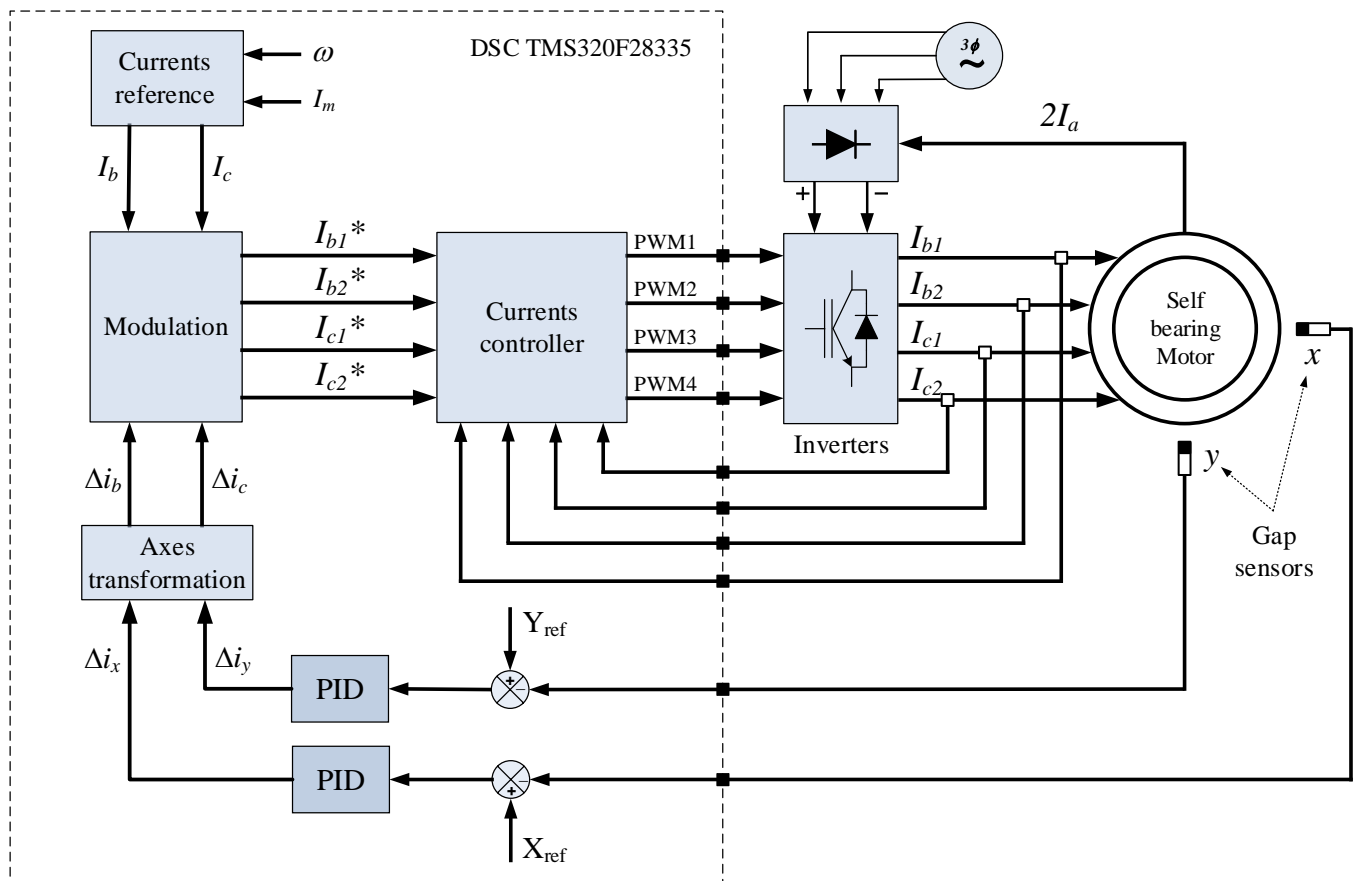 DSC TMS320F28335
Currents
reference
ω
I_m
3ϕ
~
2I_a
I_b
I_c
+
−
Modulation
I_b1*
I_b2*
I_c1*
I_c2*
Currents
controller
PWM1
PWM2
PWM3
PWM4
Inverters
I_b1
I_b2
I_c1
I_c2
Self
bearing
Motor
x
y
Gap
sensors
Δi_b
Δi_c
Axes
transformation
Δi_x
Δi_y
PID
Y_ref
+
−
PID
−
+
X_ref